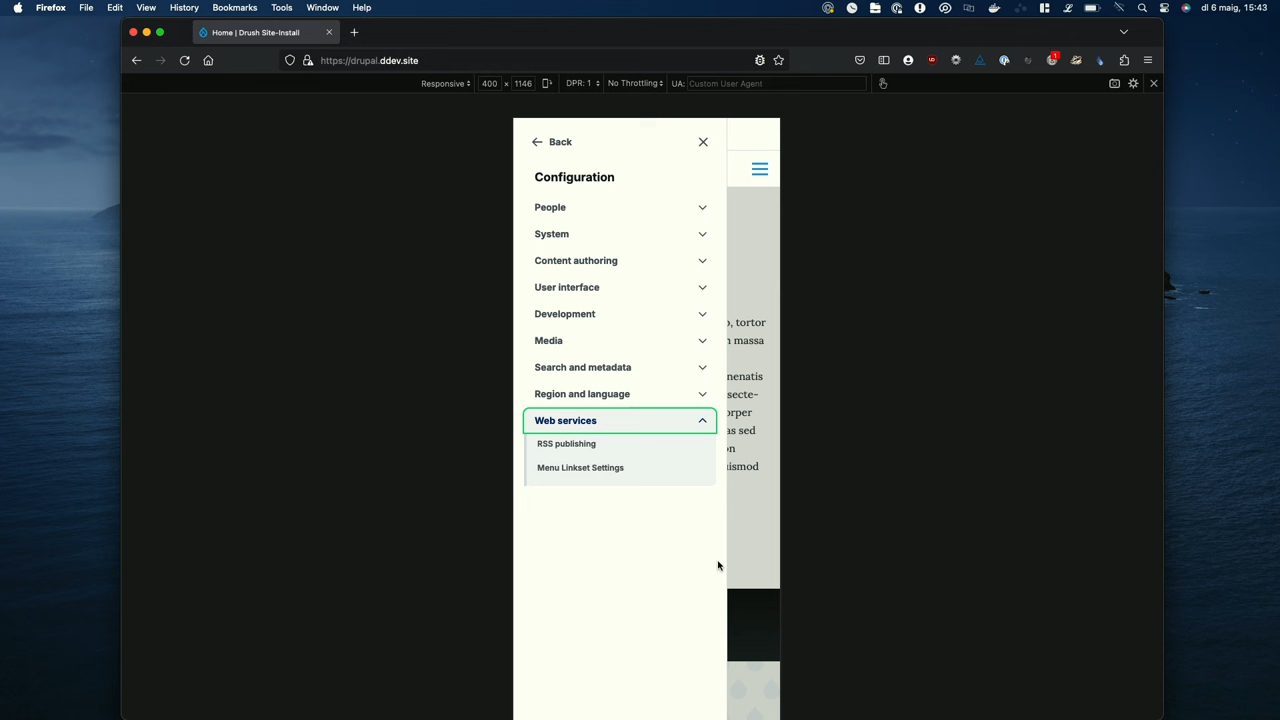 Firefox File Edit View History Bookmarks Tools Window Help
dl 6 maig, 15:43
Home | Drush Site-Install
https://drupal.ddev.site
Responsive 400 × 1146 DPR: 1 No Throttling UA: Custom User Agent
Back
Configuration
People
System
Content authoring
User interface
Development
Media
Search and metadata
Region and language
Web services
RSS publishing
Menu Linkset Settings
, tortor
massa
nenatis
secte-
orper
as sed
on
uismod